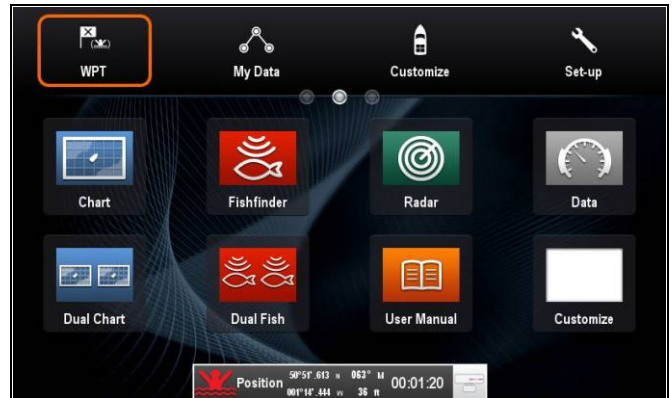 WPT
My Data
Customize
Set-up
Chart
Fishfinder
Radar
Data
Dual Chart
Dual Fish
User Manual
Customize
Position 50°51'.613 N 063° M 00:01:20
001°14'.444 W 36 ft